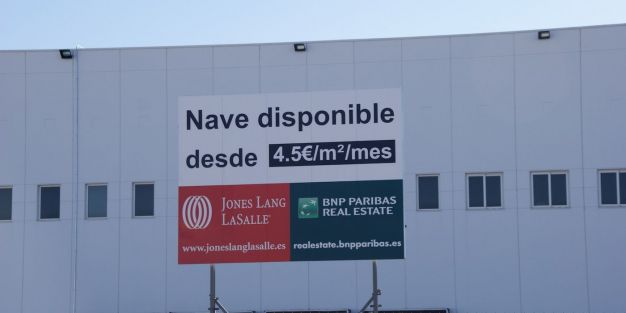 Nave disponible
desde 4.5€/m²/mes
JONES LANG
LASALLE®
www.joneslanglasalle.es
BNP PARIBAS
REAL ESTATE
realestate.bnpparibas.es